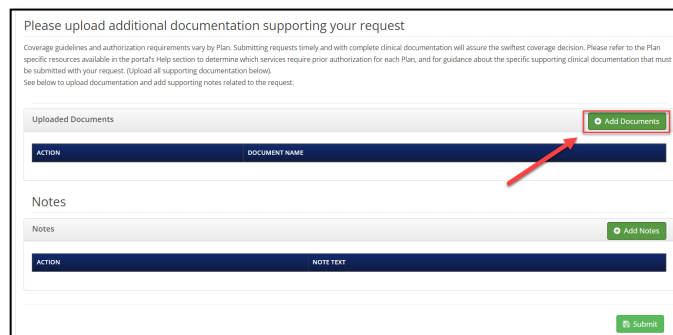 Please upload additional documentation supporting your request
Coverage guidelines and authorization requirements vary by Plan. Submitting requests timely and with complete clinical documentation will assure the swiftest coverage decision. Please refer to the Plan
specific resources available in the portal's Help section to determine which services require prior authorization for each Plan, and for guidance about the specific supporting clinical documentation that must
be submitted with your request. (Upload all supporting documentation below).
See below to upload documentation and add supporting notes related to the request.
Uploaded Documents
Add Documents
ACTION
DOCUMENT NAME
Notes
Notes
Add Notes
ACTION
NOTE TEXT
Submit